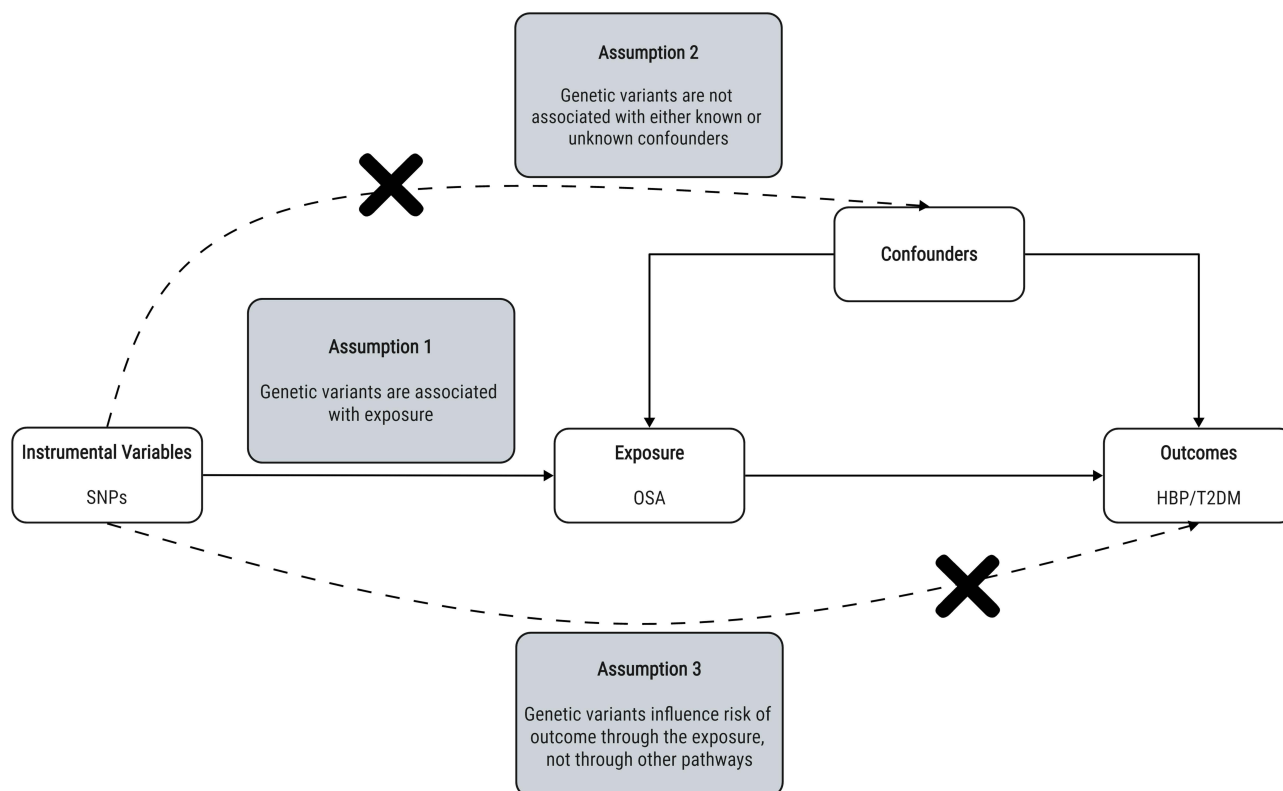 Assumption 2
Genetic variants are not
associated with either known or
unknown confounders
Confounders
Assumption 1
Genetic variants are associated
with exposure
Instrumental Variables
SNPs
Exposure
OSA
Outcomes
HBP/T2DM
Assumption 3
Genetic variants influence risk of
outcome through the exposure,
not through other pathways